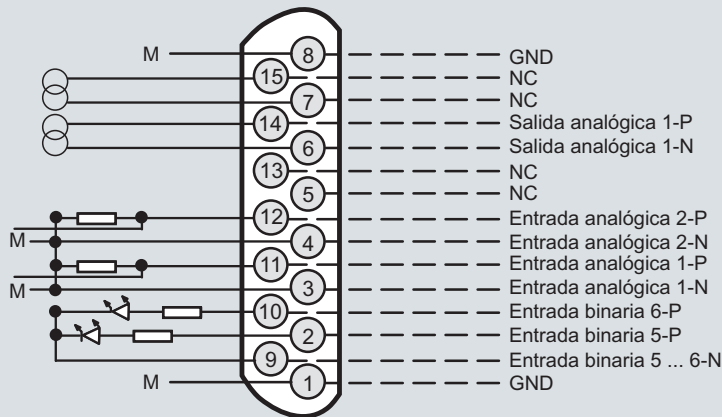 M 8 GND
15 NC
7 NC
14 Salida analógica 1-P
6 Salida analógica 1-N
13 NC
5 NC
12 Entrada analógica 2-P
M 4 Entrada analógica 2-N
11 Entrada analógica 1-P
M 3 Entrada analógica 1-N
10 Entrada binaria 6-P
2 Entrada binaria 5-P
9 Entrada binaria 5 ... 6-N
M 1 GND